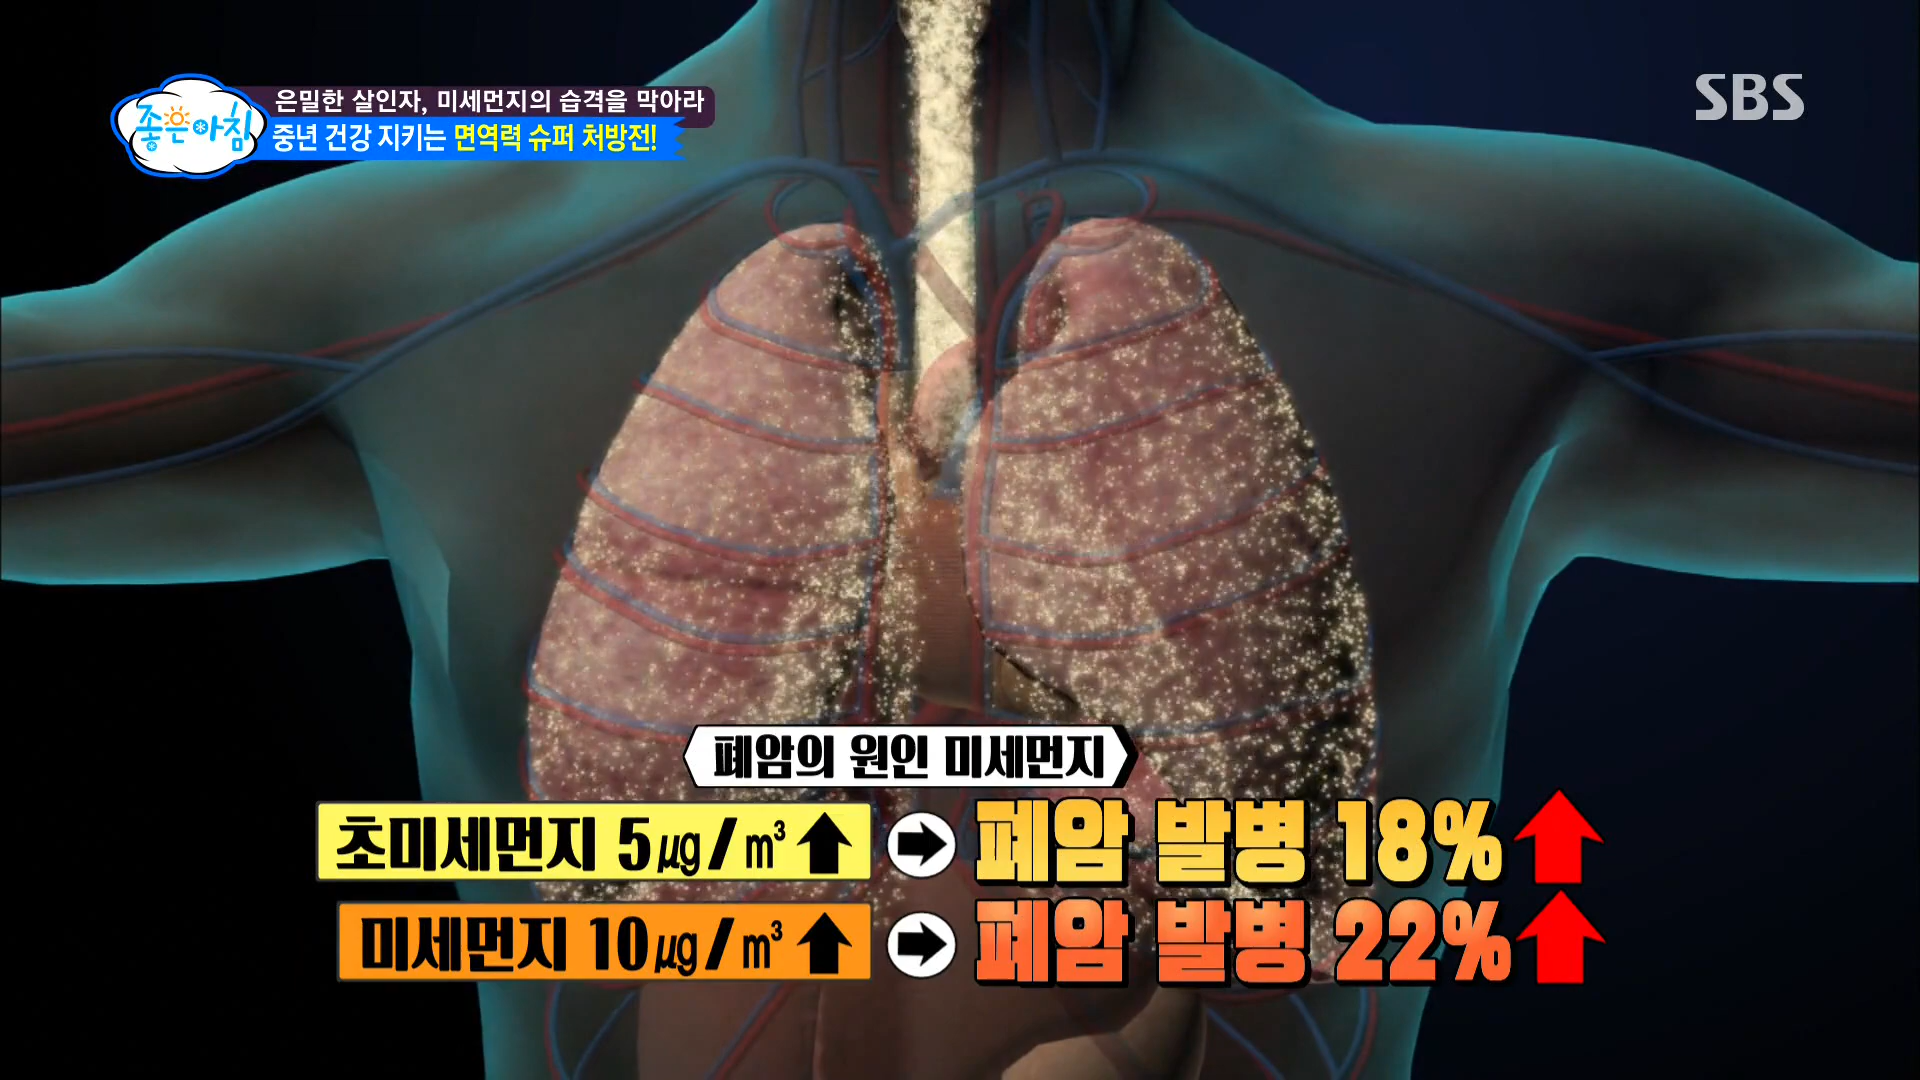 은밀한 살인자, 미세먼지의 습격을 막아라
좋은아침
중년 건강 지키는 면역력 슈퍼 처방전!
SBS
폐암의 원인 미세먼지
초미세먼지 5㎍/㎥ ↑ → 폐암 발병 18% ↑
미세먼지 10㎍/㎥ ↑ → 폐암 발병 22% ↑